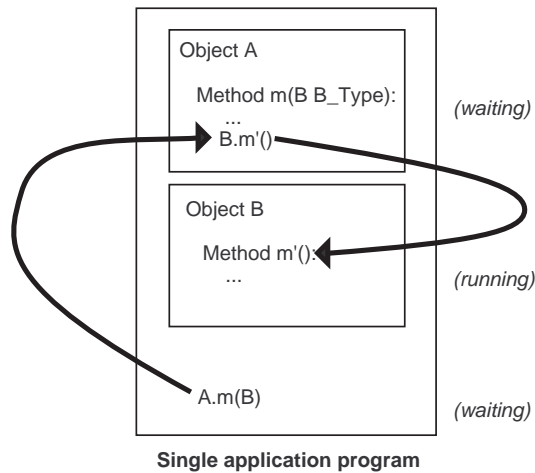 Object A
Method m(B B_Type):
...
B.m'()
(waiting)
Object B
Method m'():
...
(running)
A.m(B)
(waiting)
Single application program